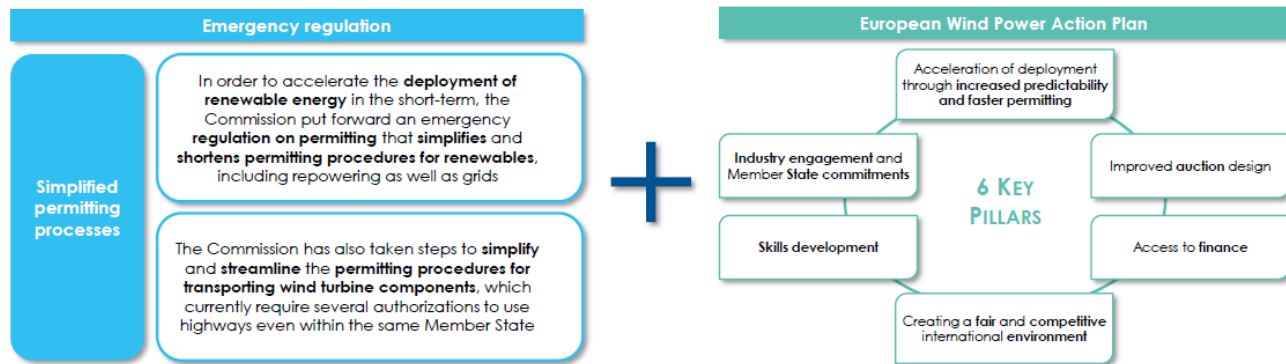 Emergency regulation
Simplified
permitting
processes
In order to accelerate the deployment of
renewable energy in the short-term, the
Commission put forward an emergency
regulation on permitting that simplifies and
shortens permitting procedures for renewables,
including repowering as well as grids
The Commission has also taken steps to simplify
and streamline the permitting procedures for
transporting wind turbine components, which
currently require several authorizations to use
highways even within the same Member State
+
European Wind Power Action Plan
Acceleration of deployment
through increased predictability
and faster permitting
Industry engagement and
Member State commitments
Improved auction design
6 KEY
PILLARS
Skills development
Access to finance
Creating a fair and competitive
international environment